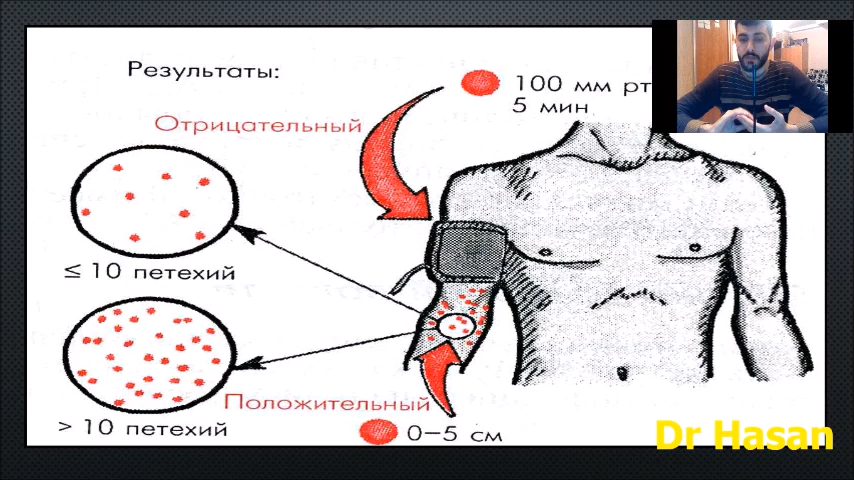 Результаты:
100 мм рт
5 мин
Отрицательный
≤ 10 петехий
Положительный
> 10 петехий
0–5 см
Dr Hasan